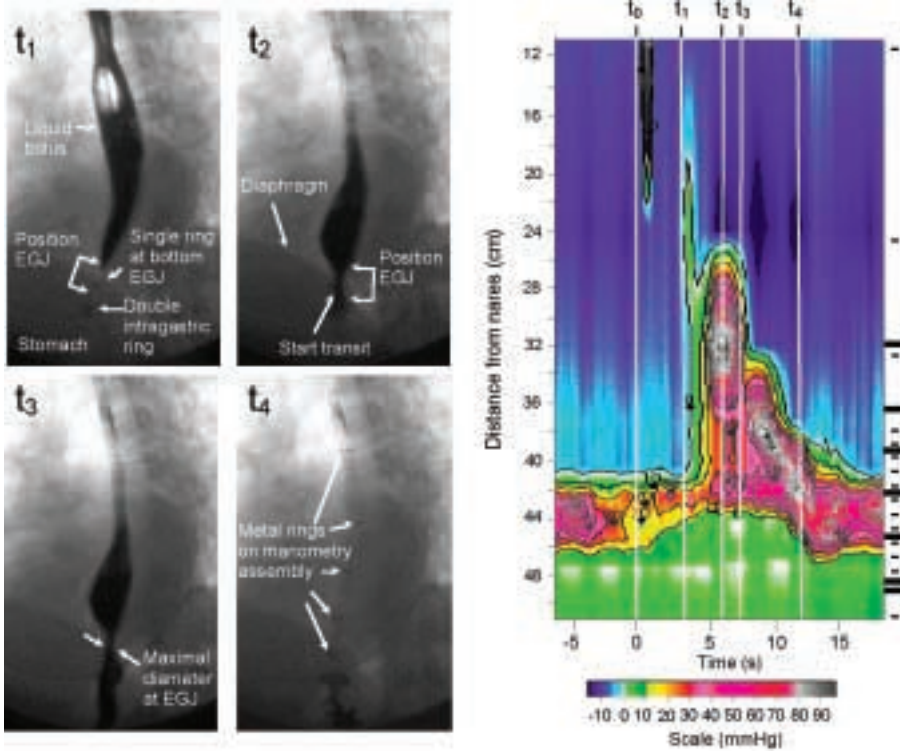 t1
Liquid
bolus
Position
EGJ
Single ring
at bottom
EGJ
Double
intragastric
ring
Stomach
t2
Diaphragm
Position
EGJ
Start transit
t3
Maximal
diameter
at EGJ
t4
Metal rings
on manometry
assembly
t0 t1 t2 t3 t4
Distance from nares (cm)
12
16
20
24
28
32
36
40
44
48
-5 0 5 10 15
Time (s)
-10 0 10 20 30 40 50 60 70 80 90
Scale (mmHg)